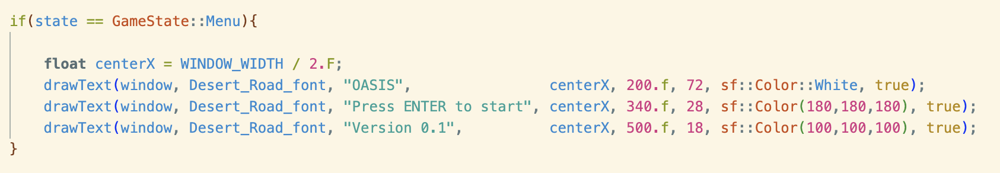 if(state == GameState::Menu){
float centerX = WINDOW_WIDTH / 2.F;
drawText(window, Desert_Road_font, "OASIS",                centerX, 200.f, 72, sf::Color::White, true);
drawText(window, Desert_Road_font, "Press ENTER to start", centerX, 340.f, 28, sf::Color(180,180,180), true);
drawText(window, Desert_Road_font, "Version 0.1",          centerX, 500.f, 18, sf::Color(100,100,100), true);
}